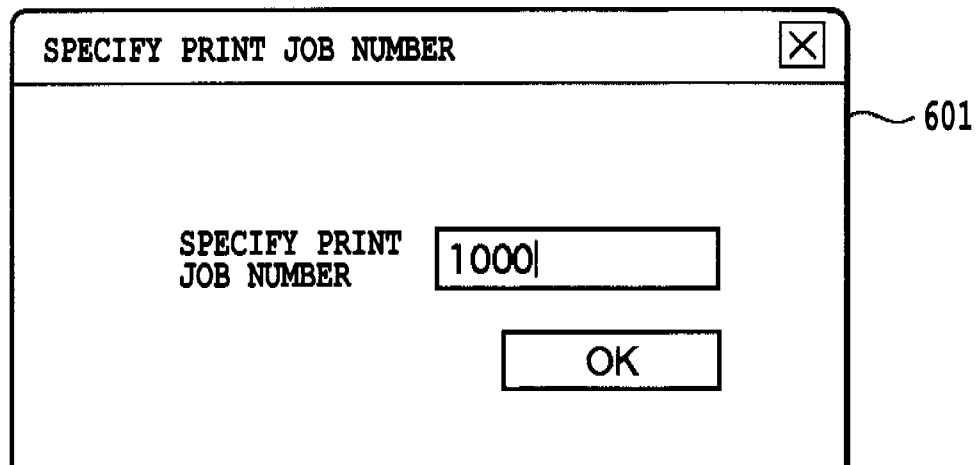 SPECIFY PRINT JOB NUMBER
601
SPECIFY PRINT
JOB NUMBER
1000
OK